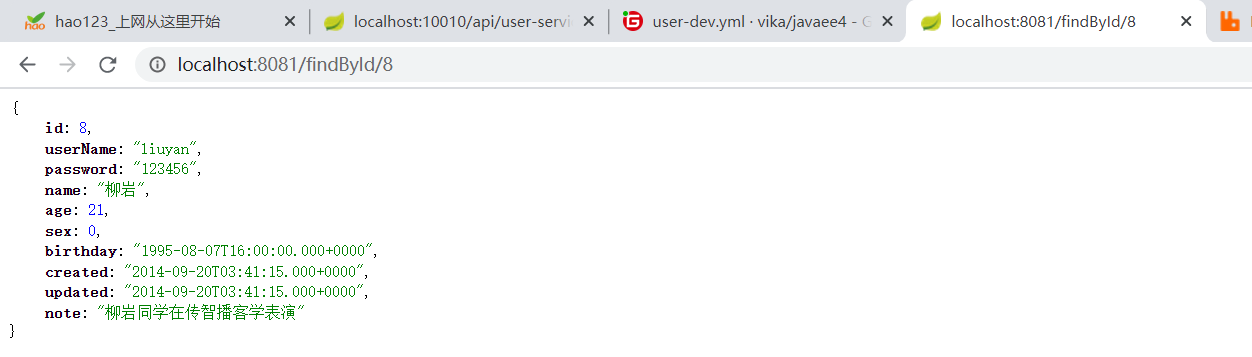 hao123_上网从这里开始
localhost:10010/api/user-servi
user-dev.yml · vika/javaee4 - G
localhost:8081/findById/8
localhost:8081/findById/8
{
id: 8,
userName: "liuyan",
password: "123456",
name: "柳岩",
age: 21,
sex: 0,
birthday: "1995-08-07T16:00:00.000+0000",
created: "2014-09-20T03:41:15.000+0000",
updated: "2014-09-20T03:41:15.000+0000",
note: "柳岩同学在传智播客学表演"
}